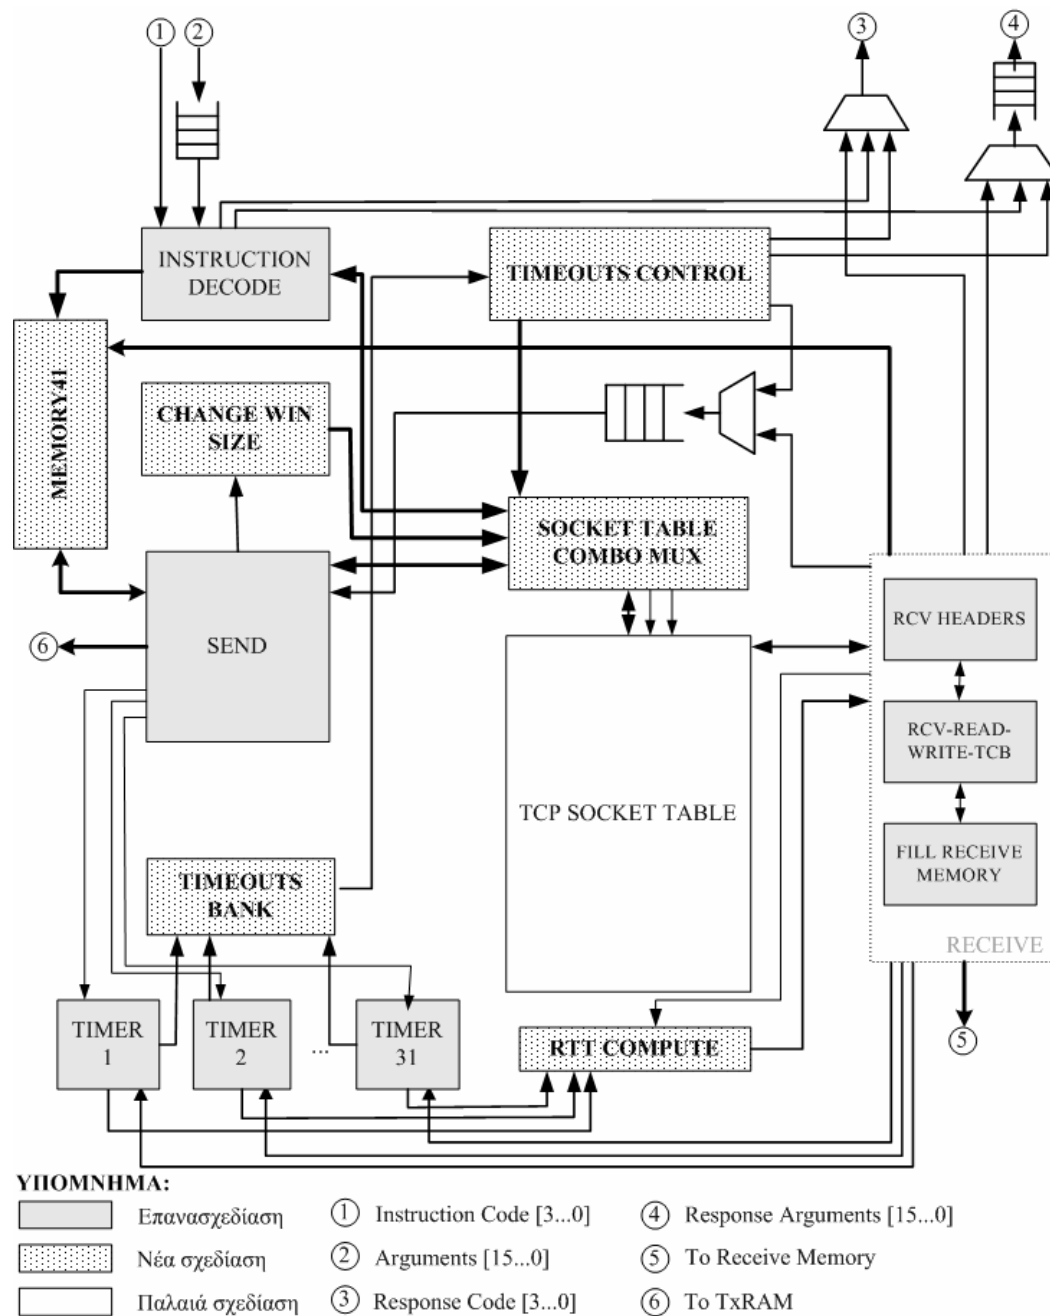 1
2
3
4
INSTRUCTION
DECODE
TIMEOUTS CONTROL
MEMORY41
CHANGE WIN
SIZE
SOCKET TABLE
COMBO MUX
SEND
6
RCV HEADERS
RCV-READ-
WRITE-TCB
TCP SOCKET TABLE
FILL RECEIVE
MEMORY
TIMEOUTS
BANK
RECEIVE
TIMER
1
TIMER
2
...
TIMER
31
RTT COMPUTE
5
ΥΠΟΜΝΗΜΑ:
Επανασχεδίαση
1 Instruction Code [3...0]
4 Response Arguments [15...0]
Νέα σχεδίαση
2 Arguments [15...0]
5 To Receive Memory
Παλαιά σχεδίαση
3 Response Code [3...0]
6 To TxRAM